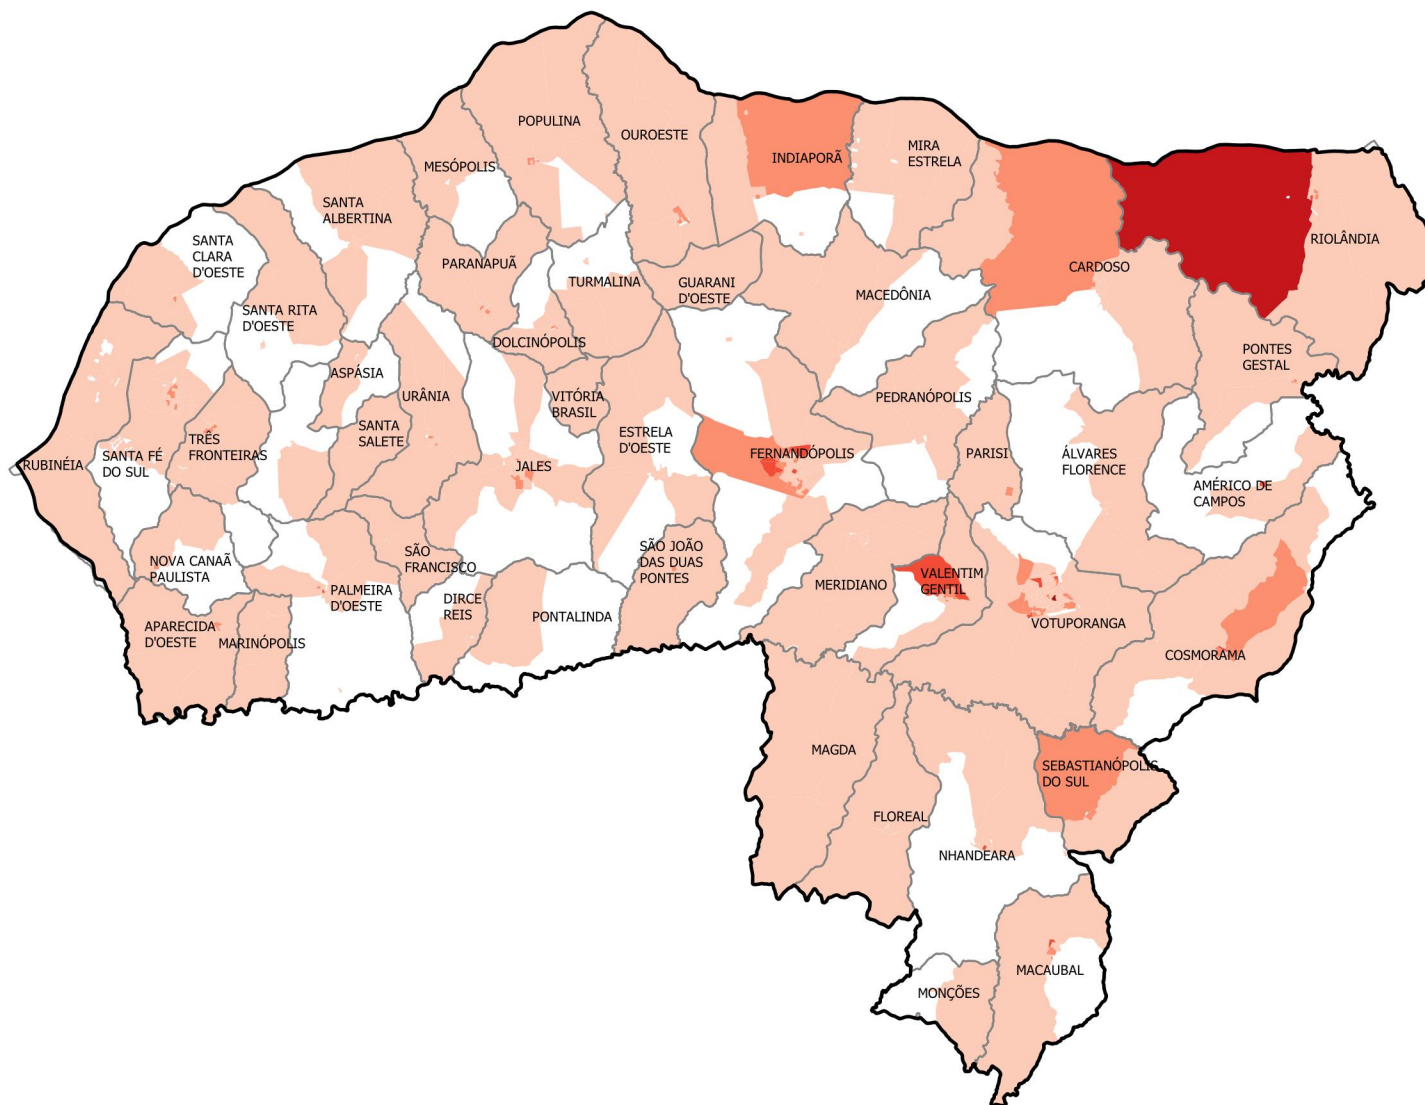 POPULINA
OUROESTE
INDIAPORÃ
MIRA
ESTRELA
MESÓPOLIS
SANTA
ALBERTINA
SANTA
CLARA
D'OESTE
RIOLÂNDIA
PARANAPUÃ
TURMALINA
GUARANI
D'OESTE
MACEDÔNIA
CARDOSO
SANTA RITA
D'OESTE
DOLCINÓPOLIS
PONTES
GESTAL
ASPÁSIA
URÂNIA
VITÓRIA
BRASIL
PEDRANÓPOLIS
SANTA
SALETE
ESTRELA
D'OESTE
TRÊS
FRONTEIRAS
RUBINÉIA
SANTA FÉ
DO SUL
JALES
FERNANDÓPOLIS
PARISI
ÁLVARES
FLORENCE
AMÉRICO DE
CAMPOS
NOVA CANAÃ
PAULISTA
SÃO
FRANCISCO
SÃO JOÃO
DAS DUAS
PONTES
PALMEIRA
D'OESTE
DIRCE
REIS
PONTALINDA
MERIDIANO
VALENTIM
GENTIL
VOTUPORANGA
APARECIDA
D'OESTE
MARINÓPOLIS
COSMORAMA
MAGDA
SEBASTIANÓPOLIS
DO SUL
FLOREAL
NHANDEARA
MACAUBAL
MONÇÕES